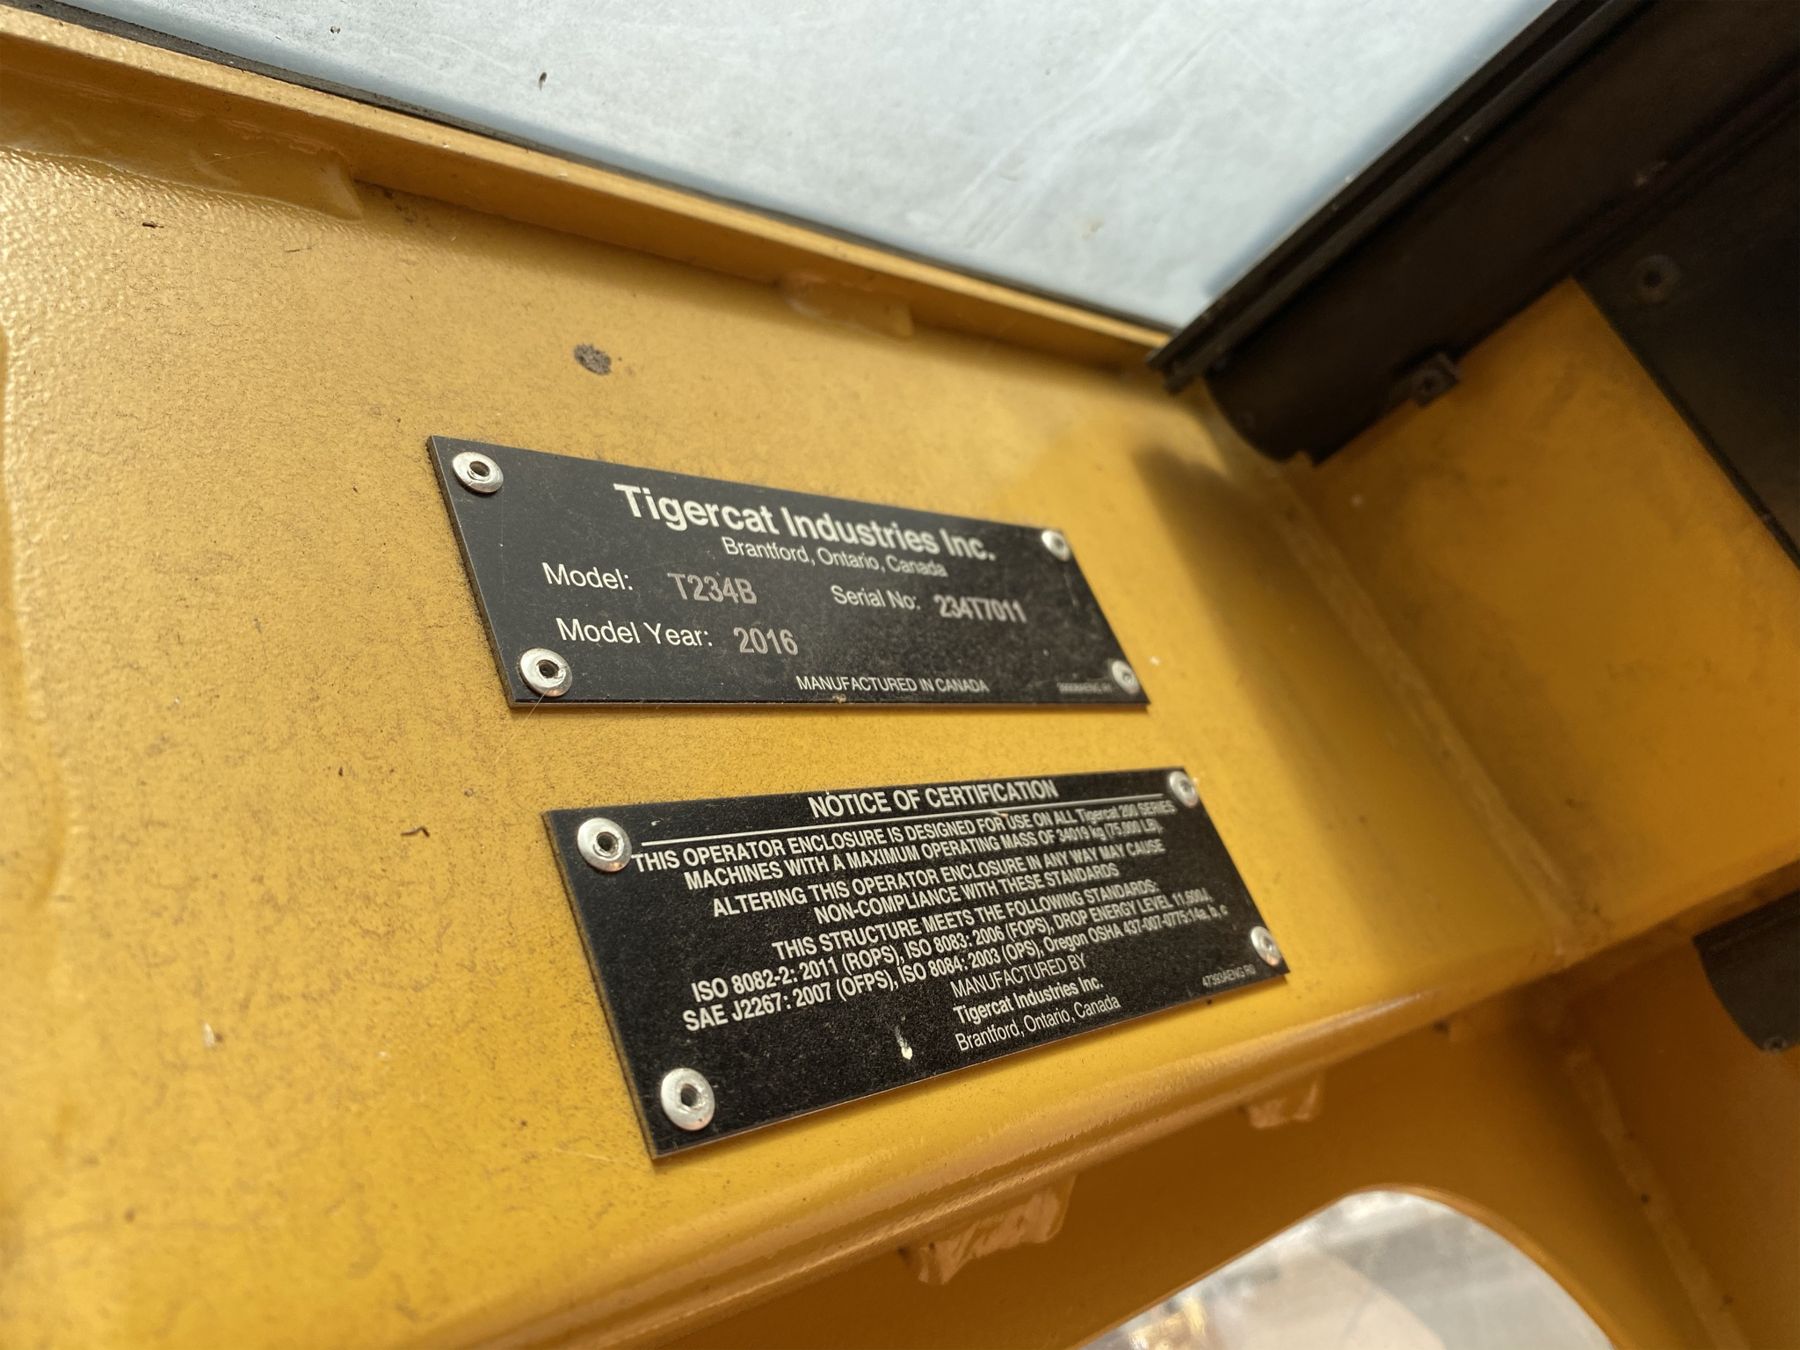 Tigercat Industries Inc.
Brantford, Ontario, Canada
Model: T234B Serial No: 234T7011
Model Year: 2016
MANUFACTURED IN CANADA
NOTICE OF CERTIFICATION
THIS OPERATOR ENCLOSURE IS DESIGNED FOR USE ON ALL Tigercat 200 SERIES
MACHINES WITH A MAXIMUM OPERATING MASS OF 34019 kg (75,000 LB).
ALTERING THIS OPERATOR ENCLOSURE IN ANY WAY MAY CAUSE
NON-COMPLIANCE WITH THESE STANDARDS
THIS STRUCTURE MEETS THE FOLLOWING STANDARDS:
ISO 8082-2: 2011 (ROPS), ISO 8083: 2006 (FOPS), DROP ENERGY LEVEL 11,600J,
SAE J2267: 2007 (OFPS), ISO 8084: 2003 (OPS), Oregon OSHA 437-007-0775:14a, b, c
MANUFACTURED BY
Tigercat Industries Inc.
Brantford, Ontario, Canada
47393AENG R0